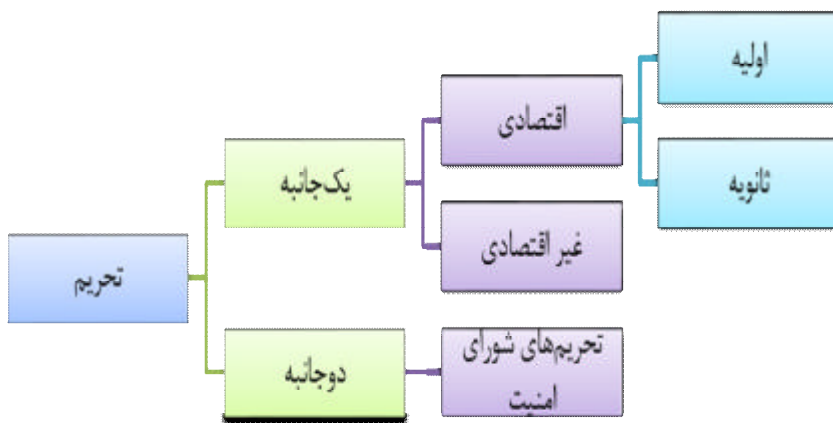 تحریم
یک‌جانبه
اقتصادی
اولیه
ثانویه
غیر اقتصادی
دوجانبه
تحریم‌های شورای
امنیت